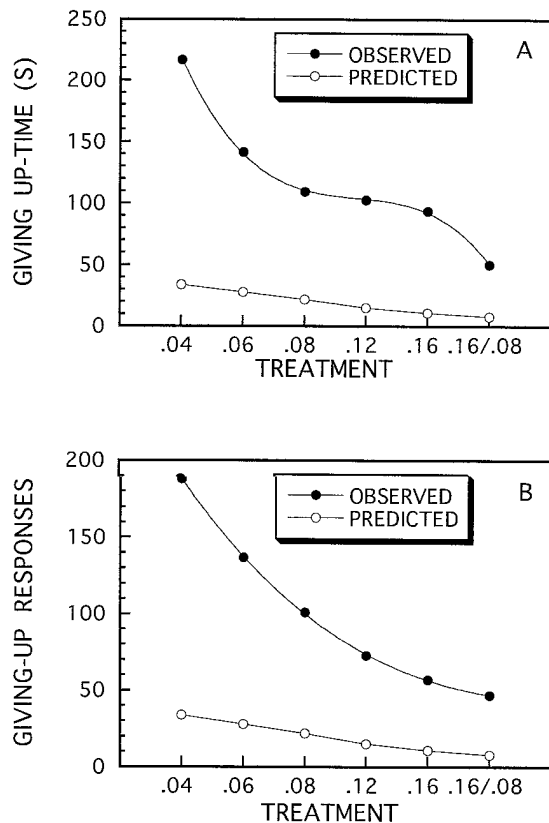 A
OBSERVED
PREDICTED
GIVING UP-TIME (S)
250
200
150
100
50
0
.04 .06 .08 .12 .16 .16/.08
TREATMENT
B
OBSERVED
PREDICTED
GIVING-UP RESPONSES
200
150
100
50
0
.04 .06 .08 .12 .16 .16/.08
TREATMENT